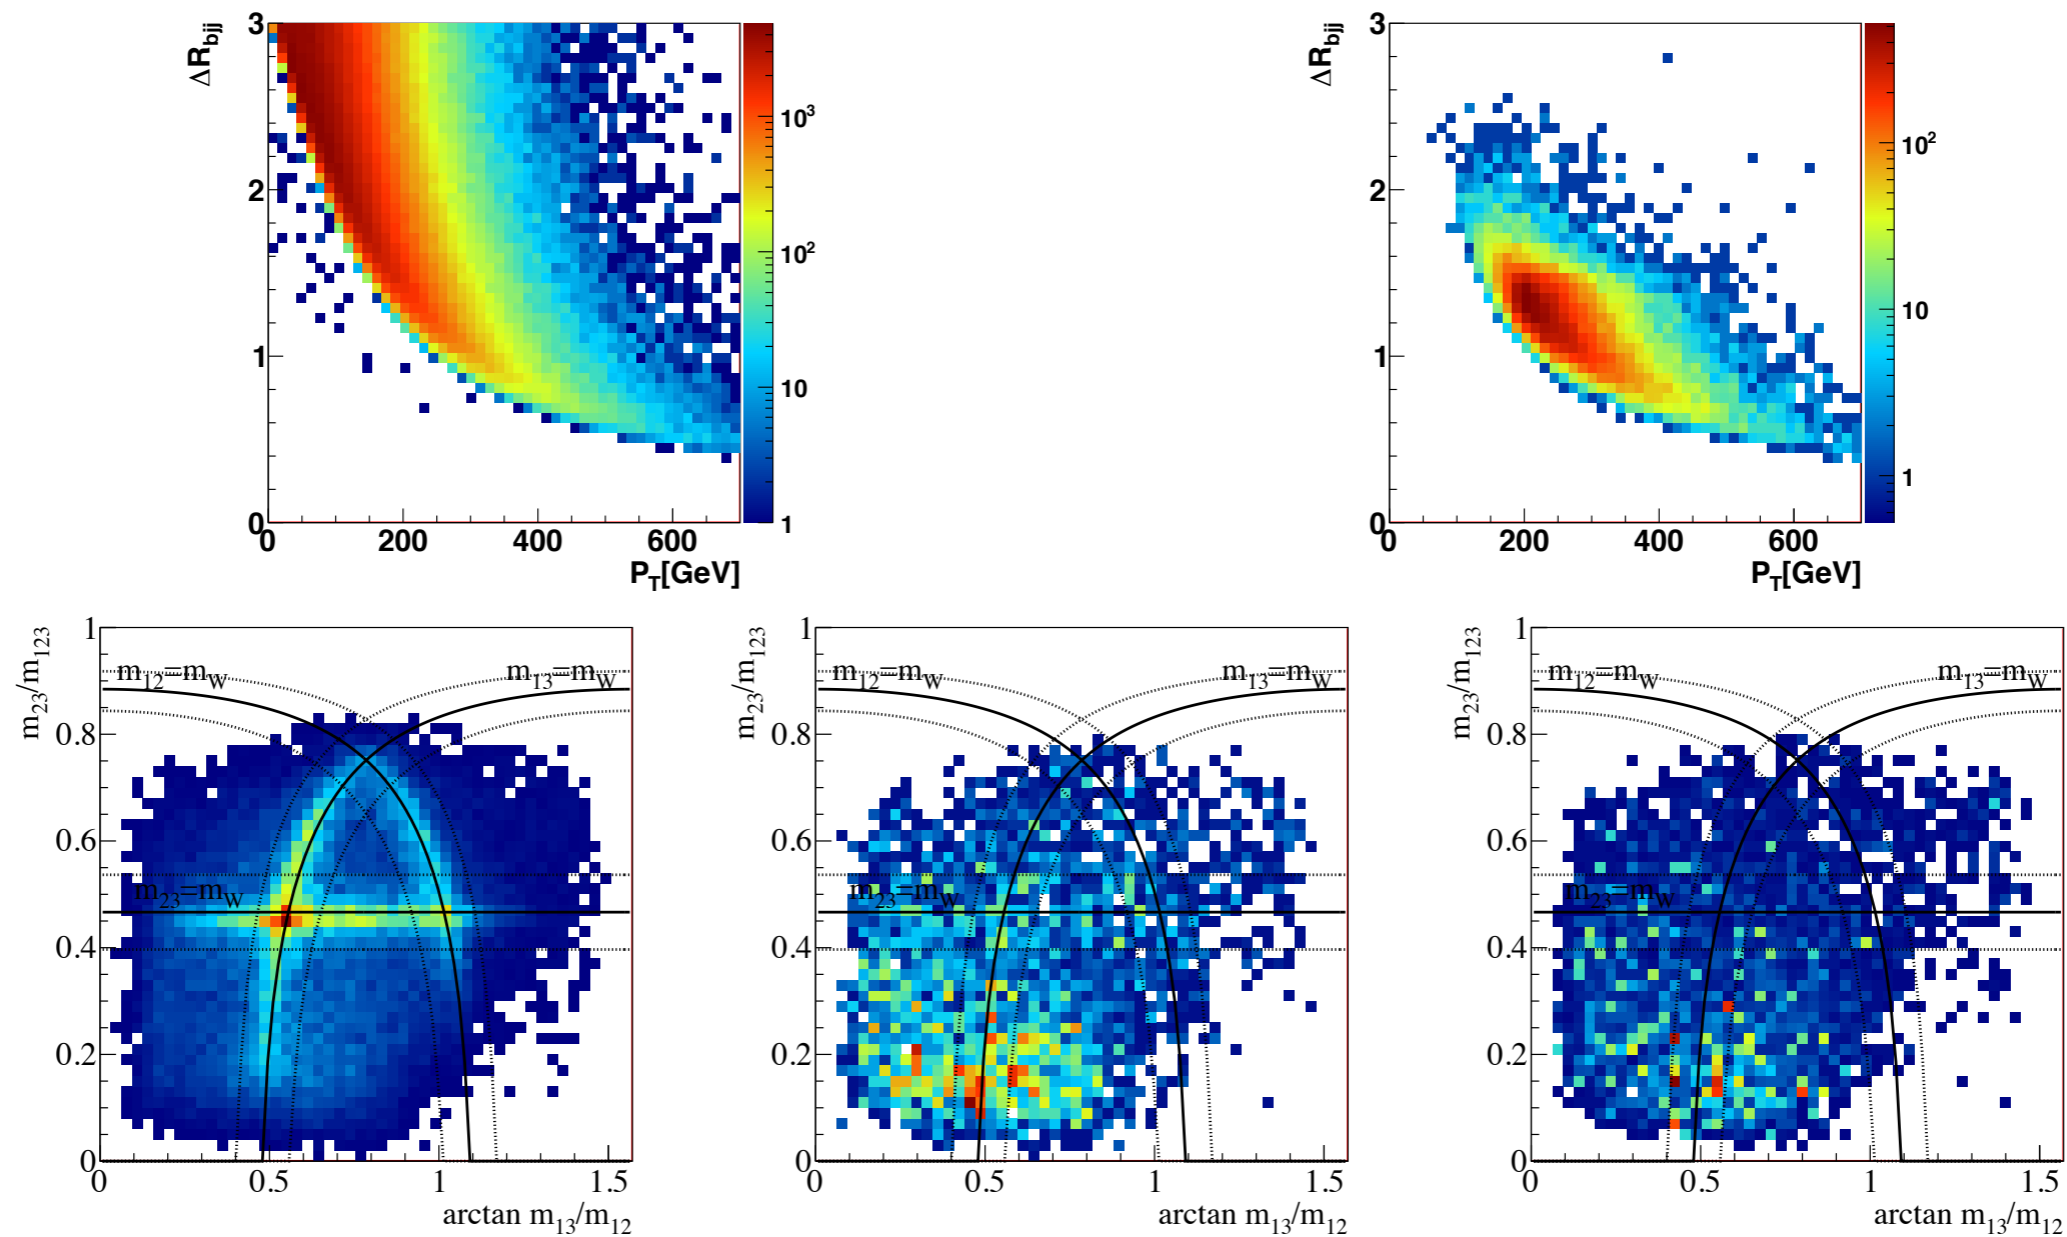 3
ΔR_bjj
2
1
0
0 200 400 600
P_T[GeV]
10^3
10^2
10
1
3
ΔR_bjj
2
1
0
0 200 400 600
P_T[GeV]
10^2
10
1
1
m_23/m_123
0.8
0.6
0.4
0.2
0
m_12=m_W
m_13=m_W
m_23=m_W
0 0.5 1 1.5
arctan m_13/m_12
1
m_23/m_123
0.8
0.6
0.4
0.2
0
m_12=m_W
m_13=m_W
m_23=m_W
0 0.5 1 1.5
arctan m_13/m_12
1
m_23/m_123
0.8
0.6
0.4
0.2
0
m_12=m_W
m_13=m_W
m_23=m_W
0 0.5 1 1.5
arctan m_13/m_12